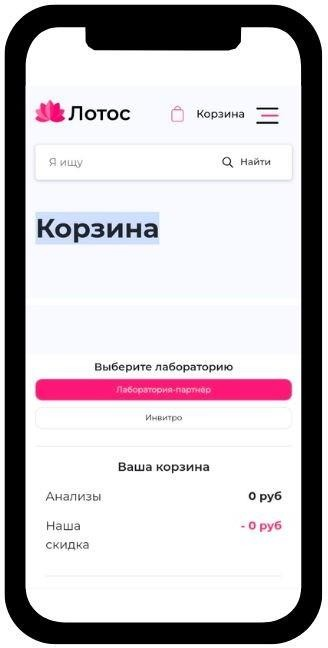 Лотос
Корзина
Я ищу
Найти
Корзина
Выберите лабораторию
Лаборатория-партнёр
Инвитро
Ваша корзина
Анализы 0 руб
Наша - 0 руб
скидка